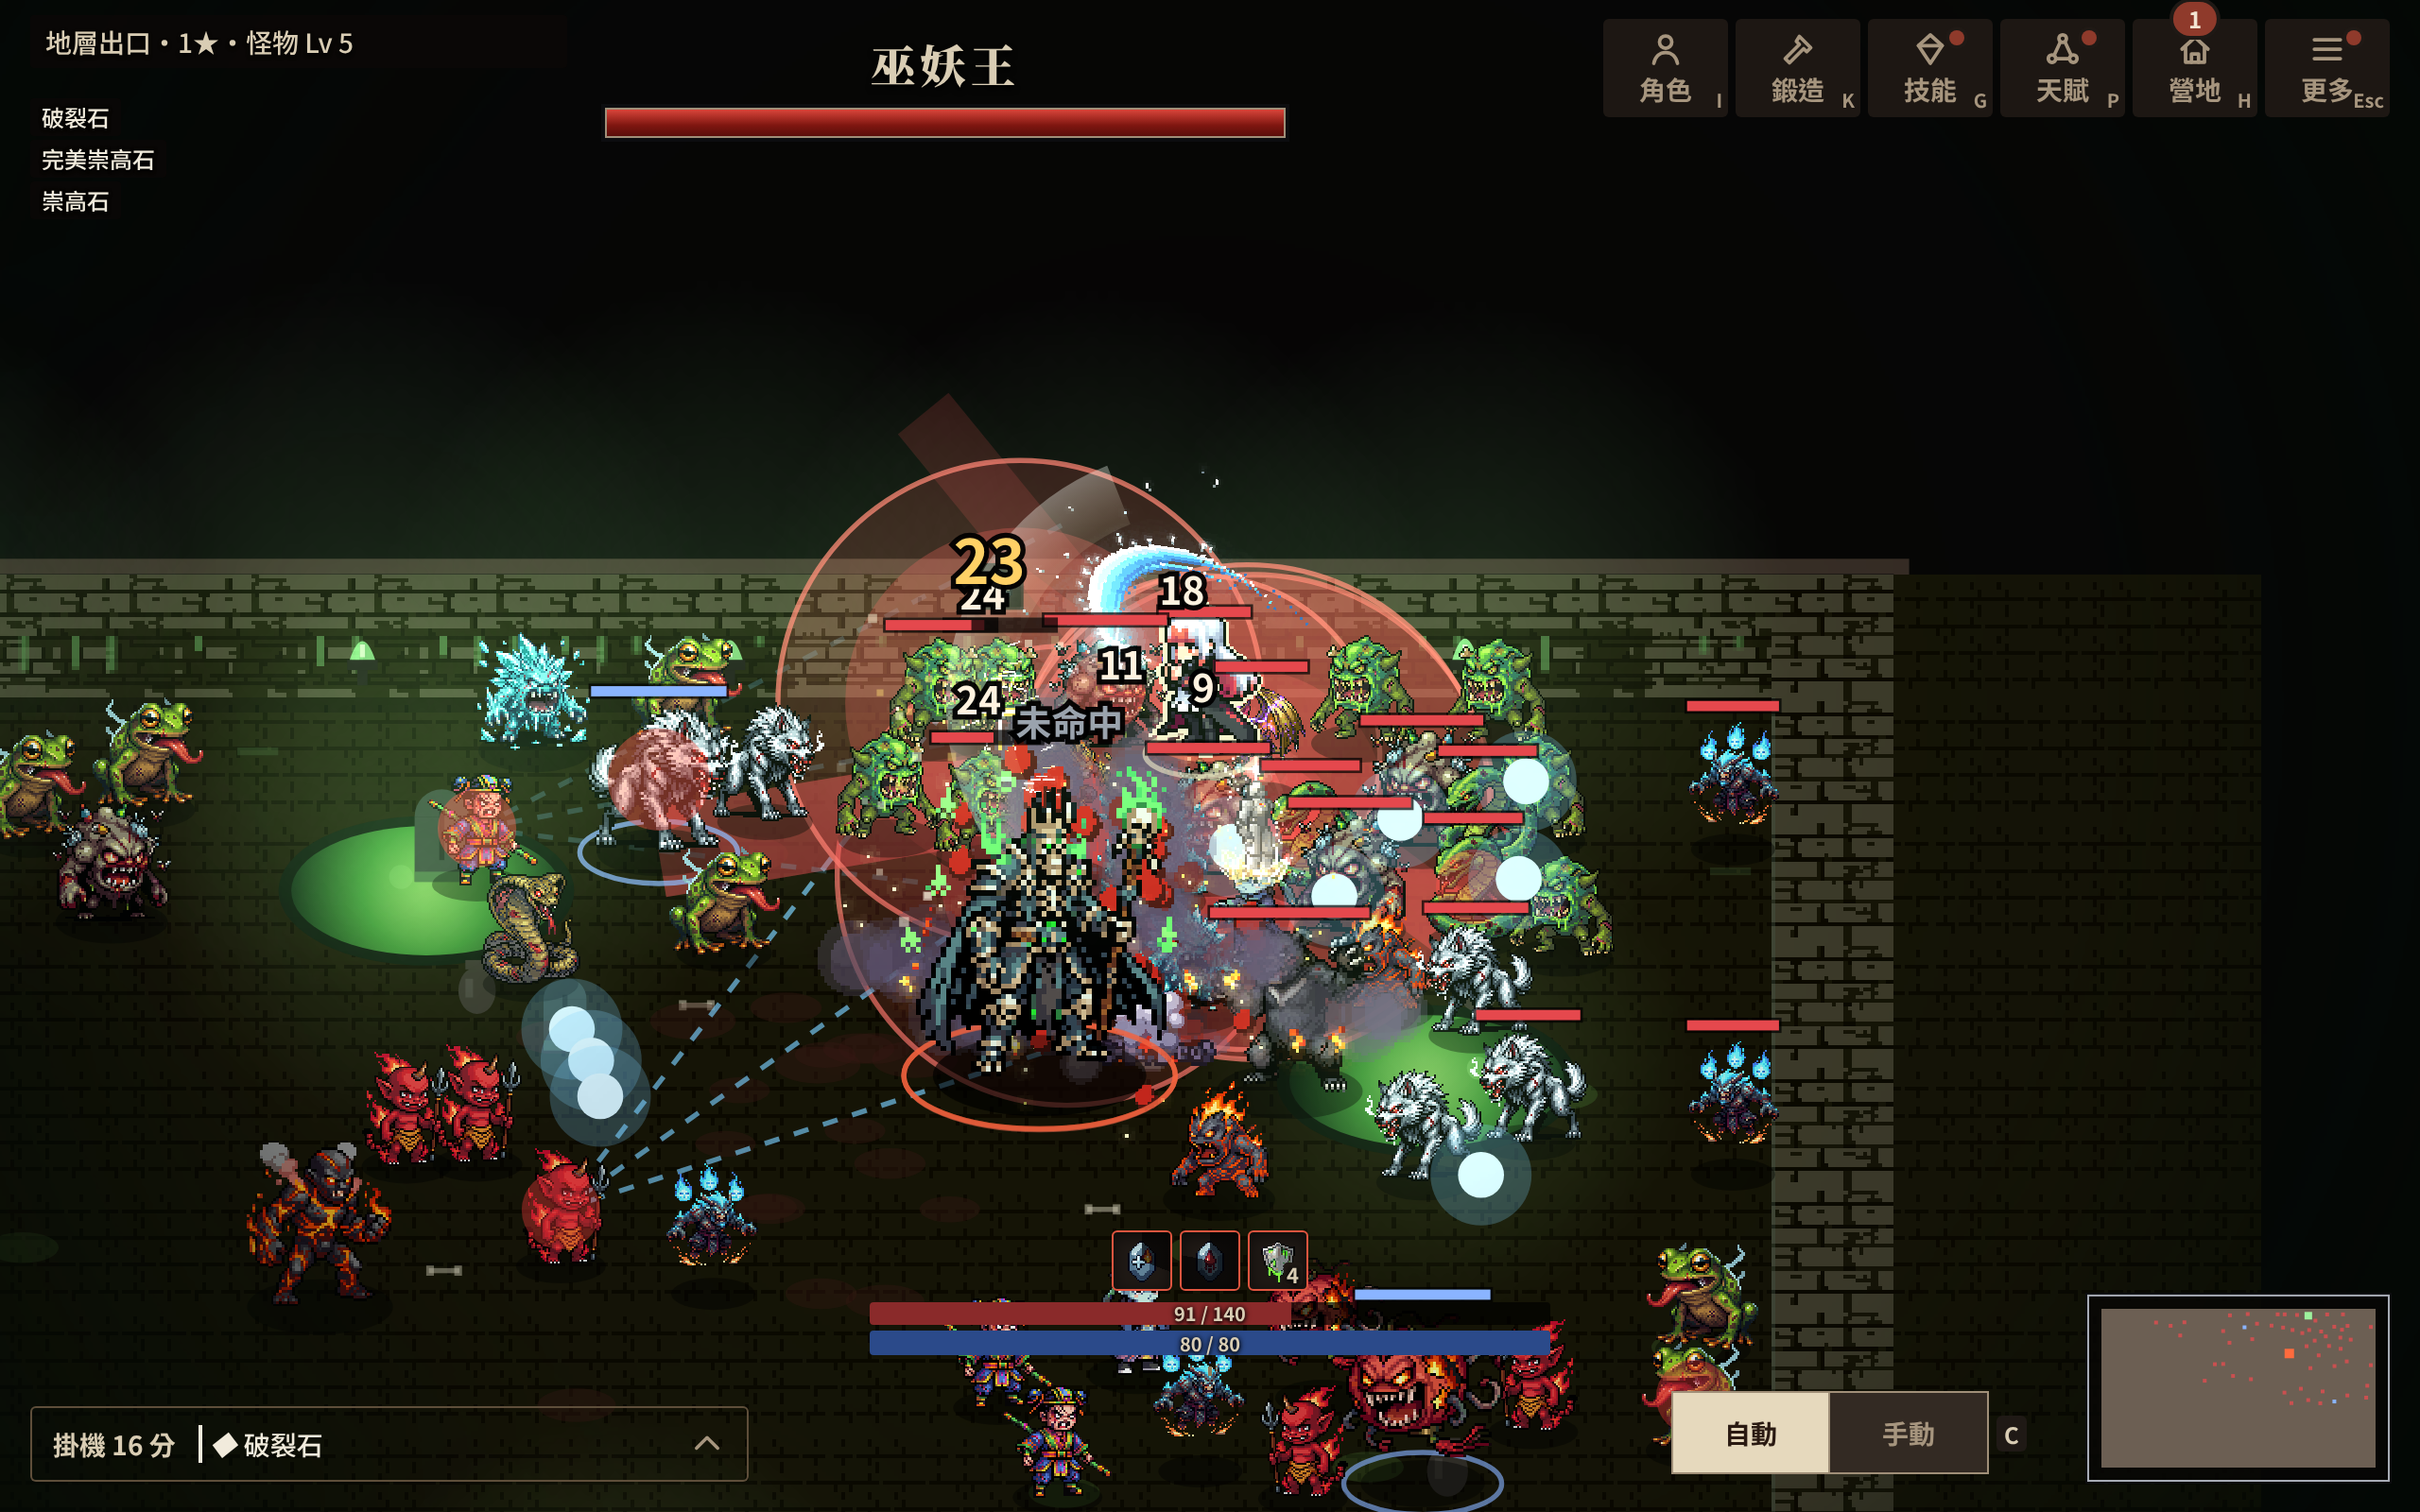 地層出口・1★・怪物 Lv 5
巫妖王
1
角色 I
鍛造 K
技能 G
天賦 P
營地 H
更多 Esc
破裂石
完美崇高石
崇高石
23
24
18
11
9
24
未命中
4
91 / 140
80 / 80
掛機 16 分
破裂石
自動
手動
C